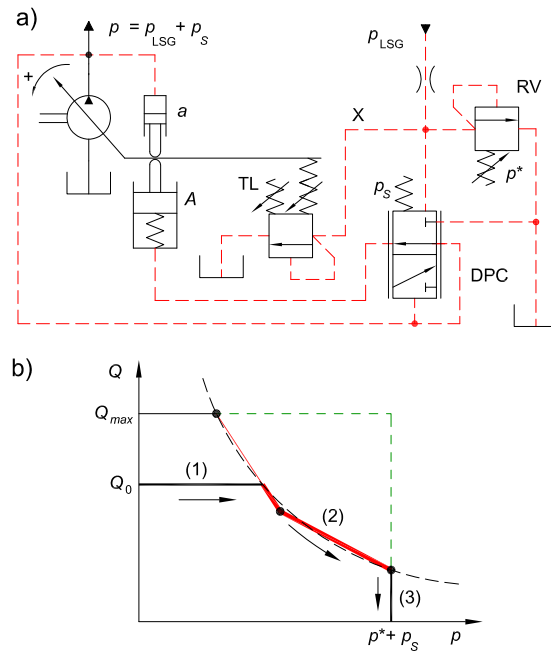 a)
p = pLSG + pS
pLSG
RV
+
a
X
p*
A
TL
pS
DPC
b)
Q
Qmax
(1)
Q0
(2)
(3)
p*+ pS
p